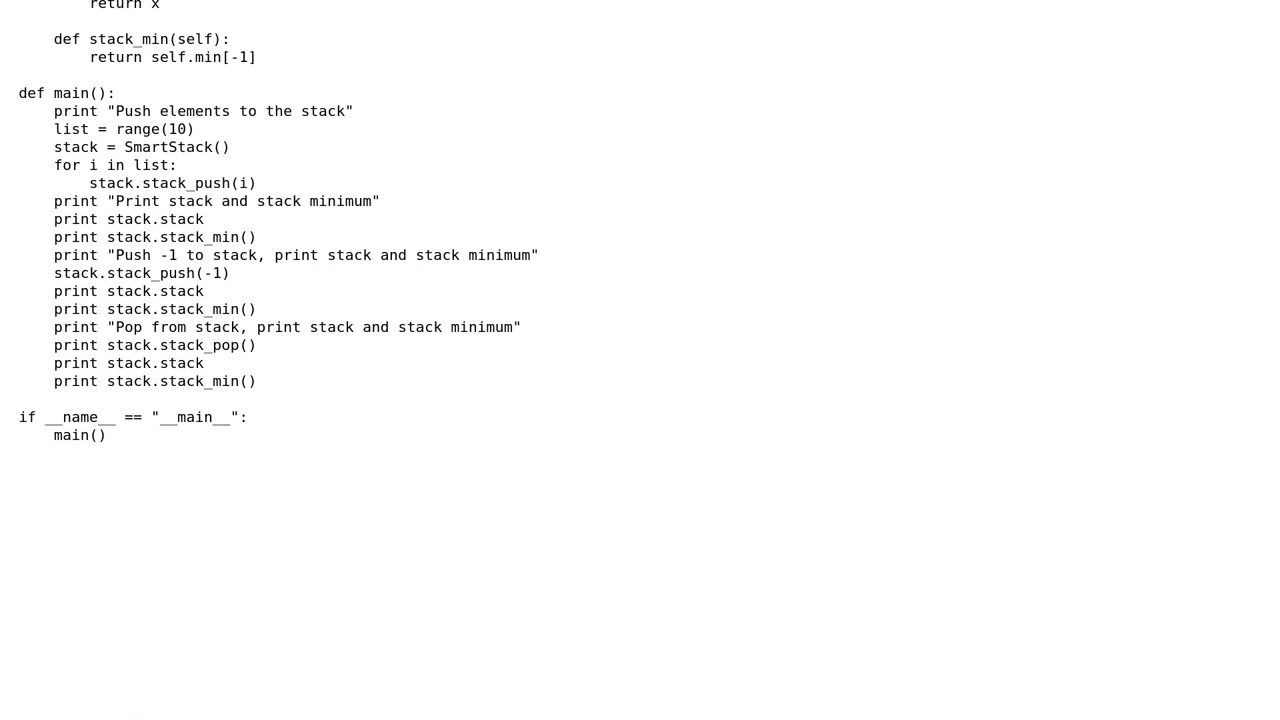 return x
    def stack_min(self):
        return self.min[-1]
def main():
    print "Push elements to the stack"
    list = range(10)
    stack = SmartStack()
    for i in list:
        stack.stack_push(i)
    print "Print stack and stack minimum"
    print stack.stack
    print stack.stack_min()
    print "Push -1 to stack, print stack and stack minimum"
    stack.stack_push(-1)
    print stack.stack
    print stack.stack_min()
    print "Pop from stack, print stack and stack minimum"
    print stack.stack_pop()
    print stack.stack
    print stack.stack_min()
if __name__ == "__main__":
    main()